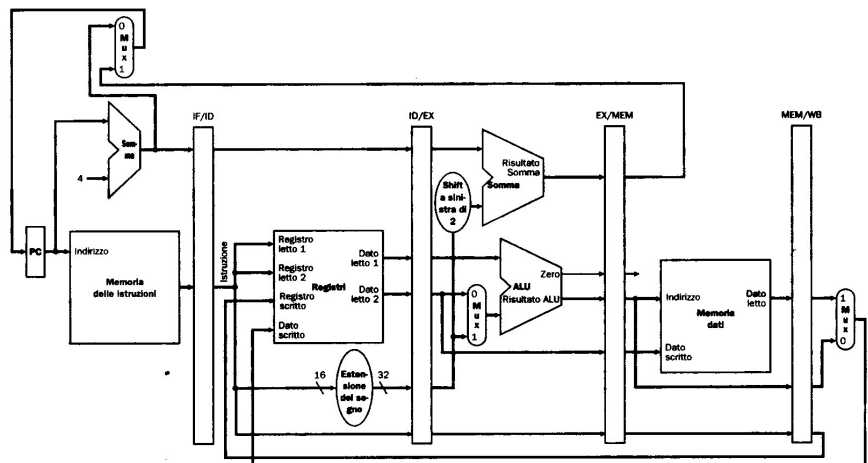 0
M
u
x
1
IF/ID
ID/EX
EX/MEM
MEM/WB
Som-
ma
4
Risultato
Somma
Somma
Shift
a sini-
stra di
2
PC
Indirizzo
Memoria
delle istruzioni
Istruzione
Registro
letto 1
Registro
letto 2
Registri
Registro
scritto
Dato
scritto
Dato
letto 1
Dato
letto 2
0
M
u
x
1
Zero
ALU
Risultato ALU
Indirizzo
Dato
letto
Memoria
dati
Dato
scritto
1
M
u
x
0
16
Esten-
sione
del se-
gno
32